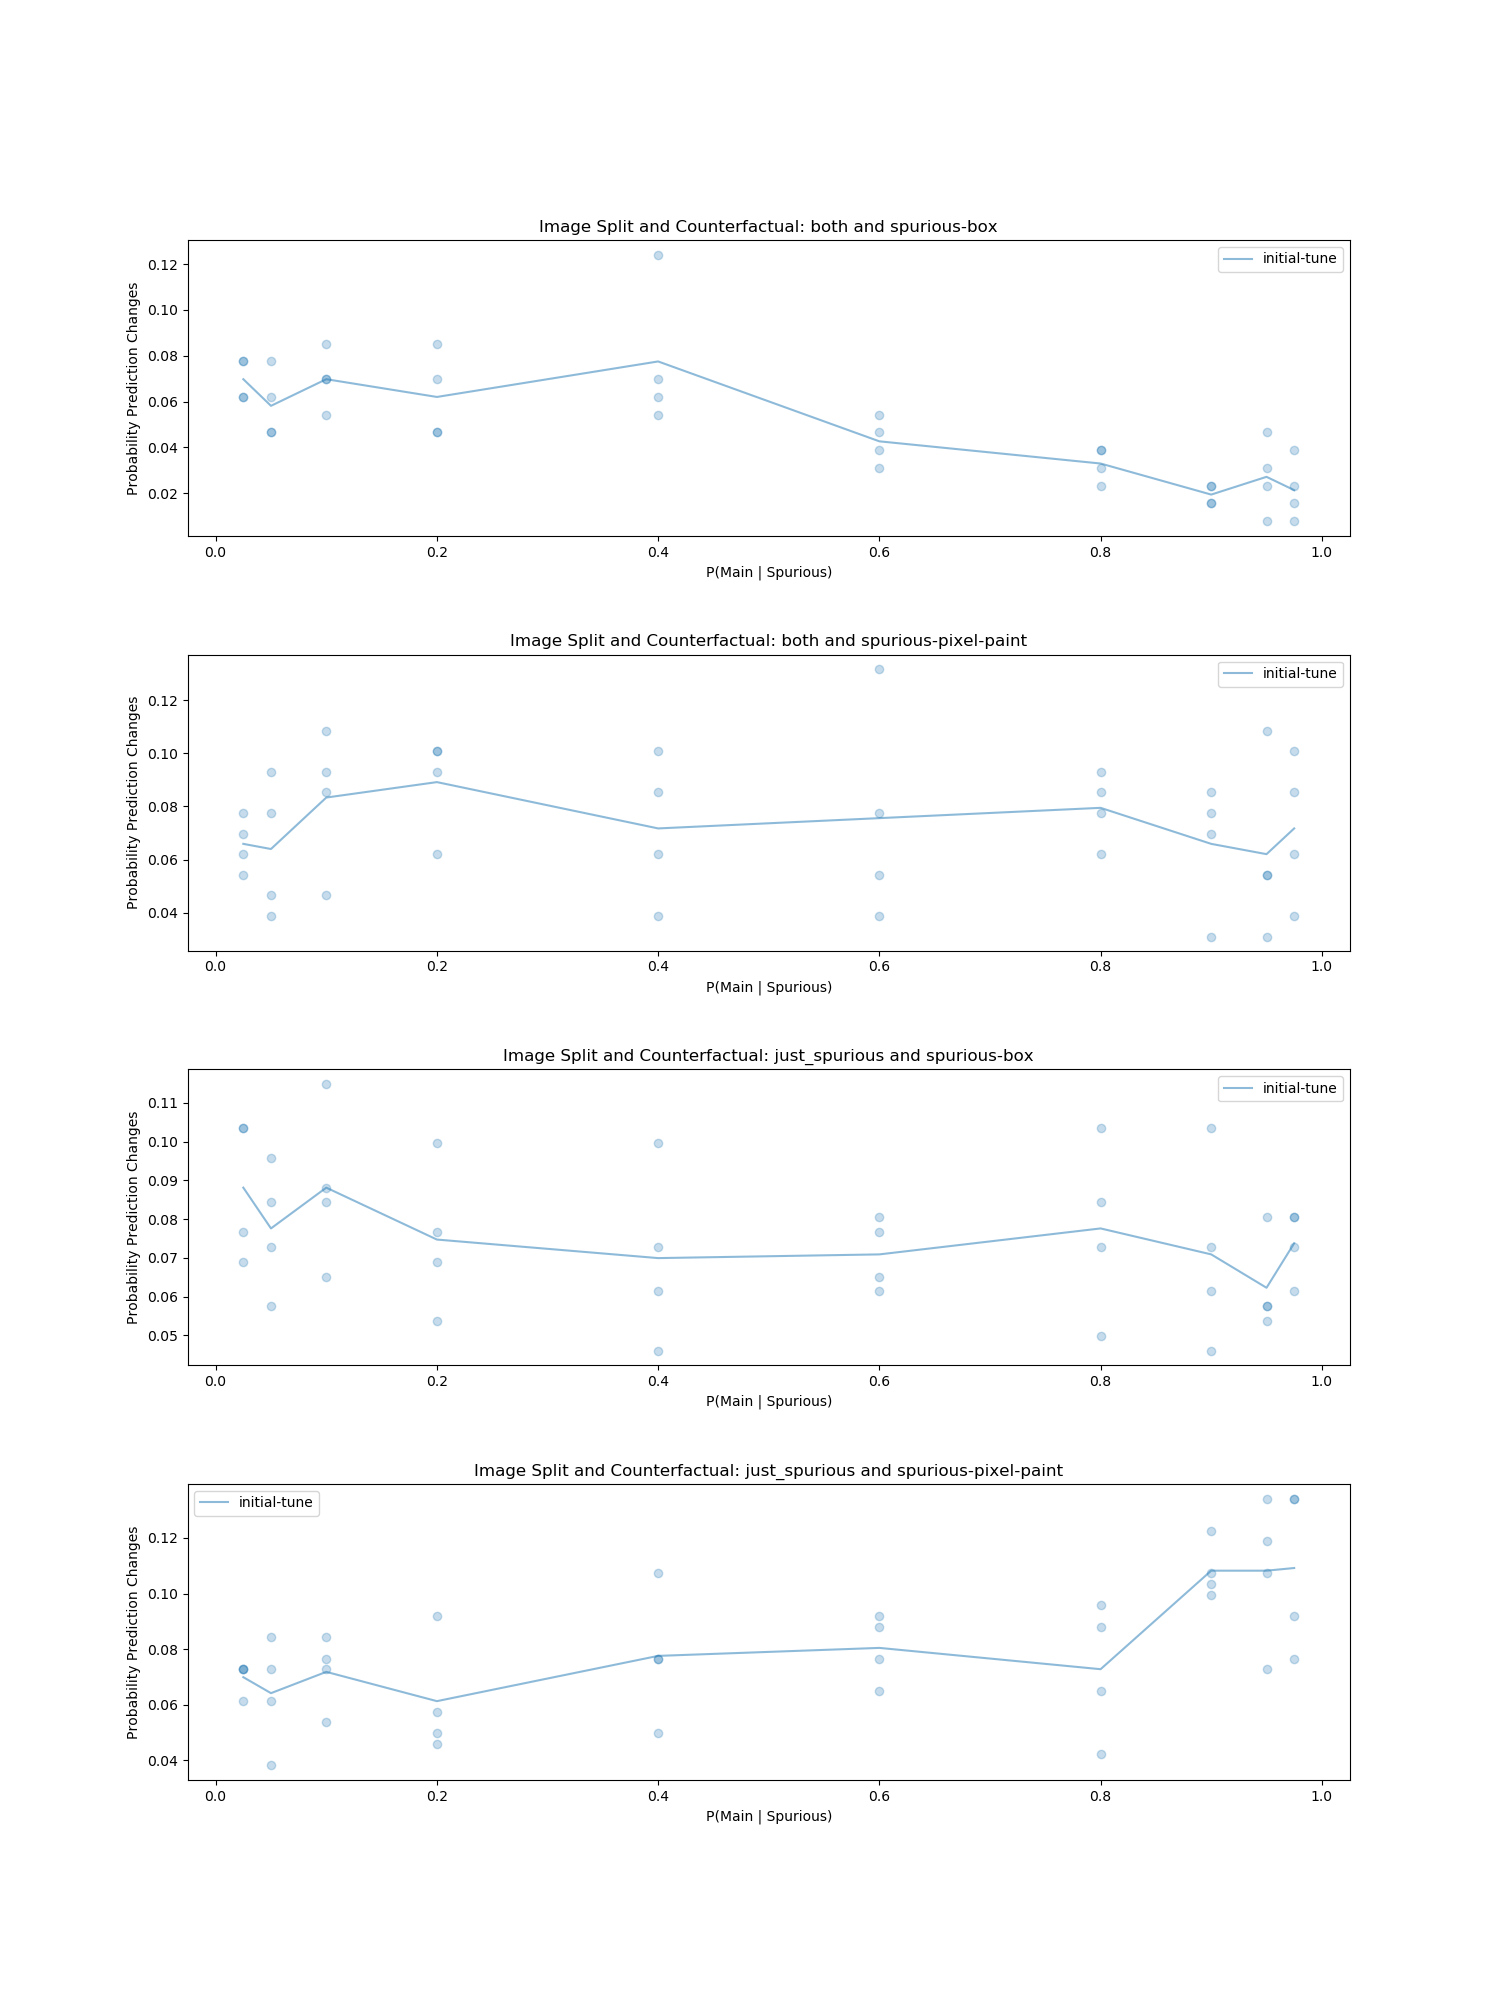 Image Split and Counterfactual: both and spurious-box
initial-tune
Probability Prediction Changes
0.12
0.10
0.08
0.06
0.04
0.02
0.0 0.2 0.4 0.6 0.8 1.0
P(Main | Spurious)
Image Split and Counterfactual: both and spurious-pixel-paint
initial-tune
Probability Prediction Changes
0.12
0.10
0.08
0.06
0.04
0.0 0.2 0.4 0.6 0.8 1.0
P(Main | Spurious)
Image Split and Counterfactual: just_spurious and spurious-box
initial-tune
Probability Prediction Changes
0.11
0.10
0.09
0.08
0.07
0.06
0.05
0.0 0.2 0.4 0.6 0.8 1.0
P(Main | Spurious)
Image Split and Counterfactual: just_spurious and spurious-pixel-paint
initial-tune
Probability Prediction Changes
0.12
0.10
0.08
0.06
0.04
0.0 0.2 0.4 0.6 0.8 1.0
P(Main | Spurious)